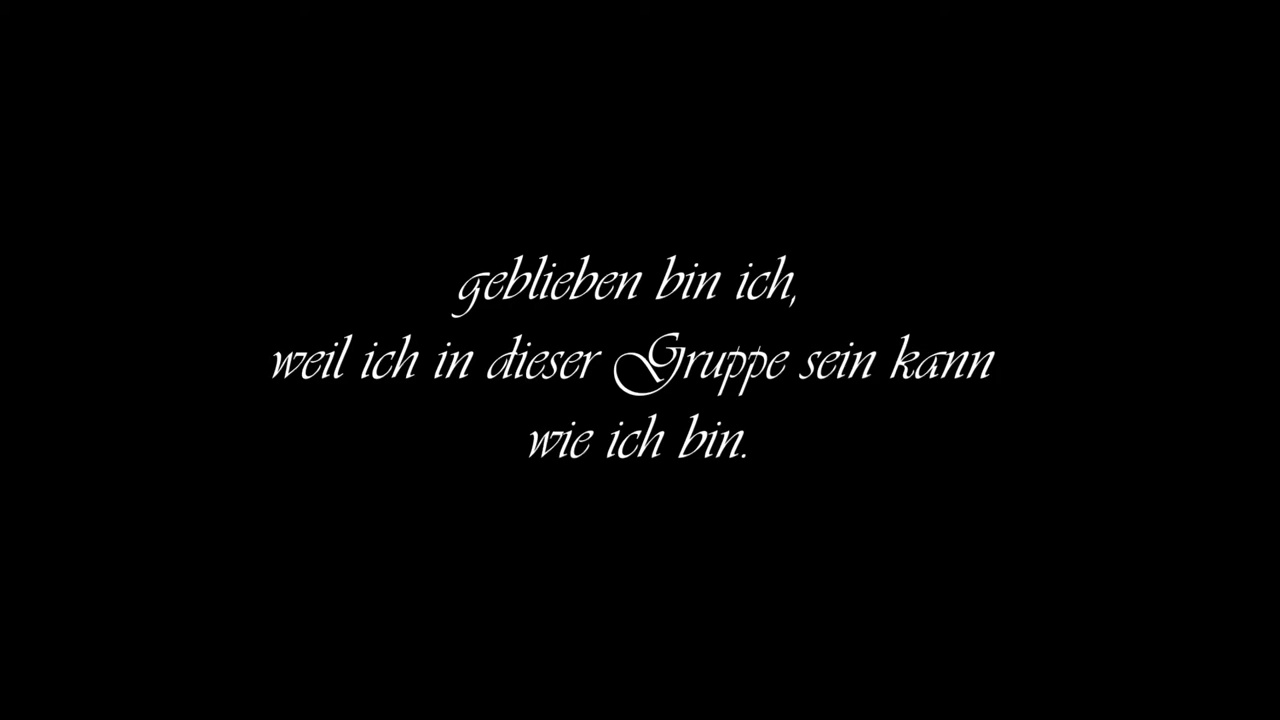 geblieben bin ich,
weil ich in dieser Gruppe sein kann
wie ich bin.